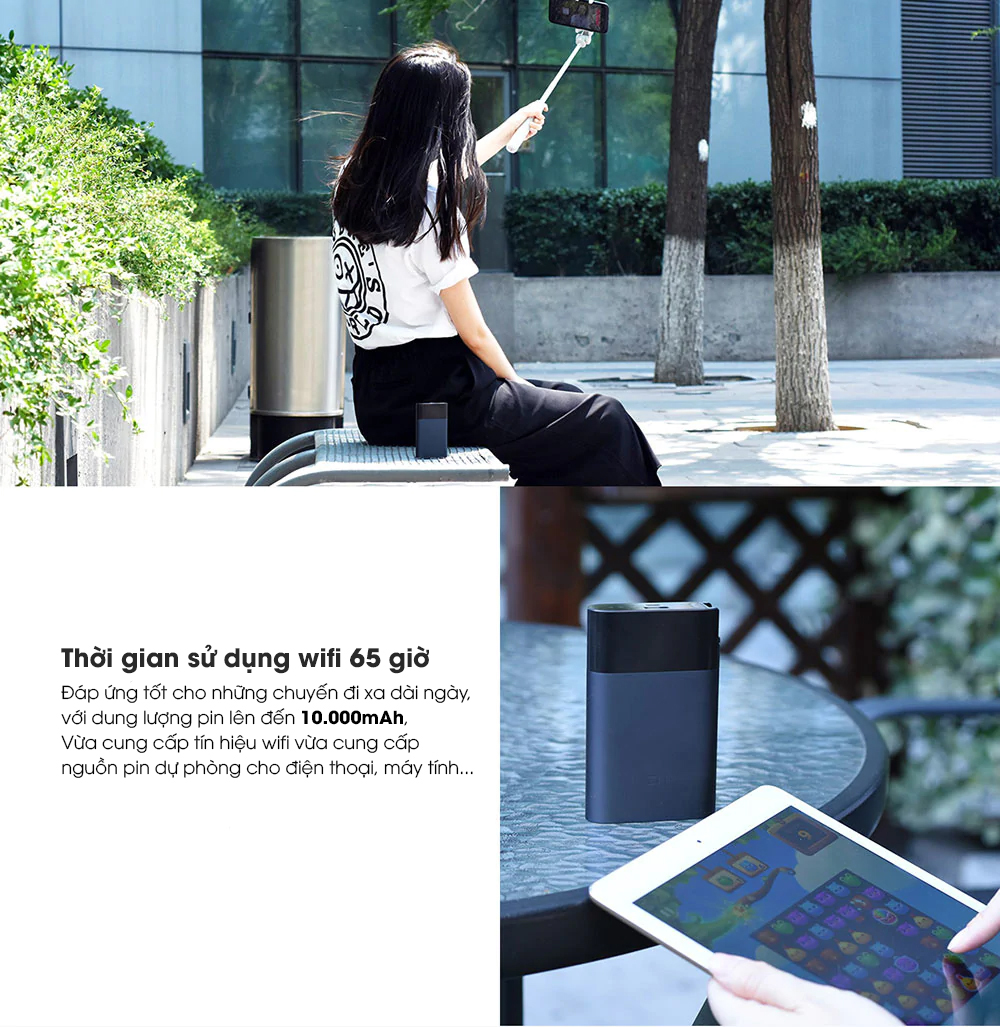 Thời gian sử dụng wifi 65 giờ
Đáp ứng tốt cho những chuyến đi xa dài ngày,
với dung lượng pin lên đến 10.000mAh,
Vừa cung cấp tín hiệu wifi vừa cung cấp
nguồn pin dự phòng cho điện thoại, máy tính...